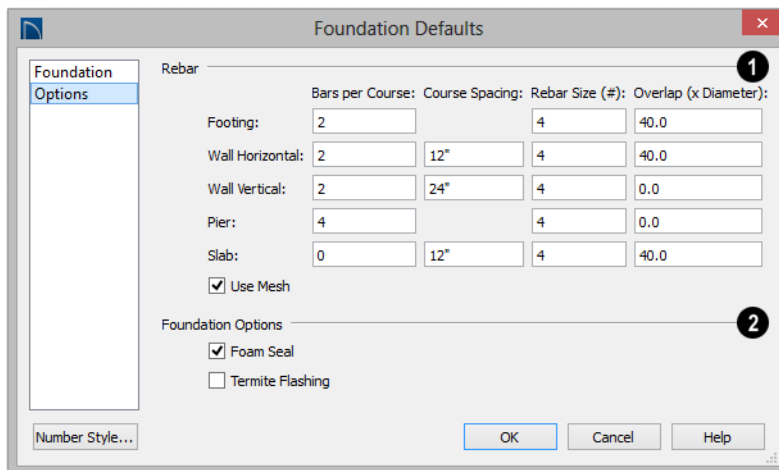 Foundation Defaults
Foundation
Options
Rebar
1
Bars per Course: Course Spacing: Rebar Size (#): Overlap (x Diameter):
Footing: 2 4 40.0
Wall Horizontal: 2 12" 4 40.0
Wall Vertical: 2 24" 4 0.0
Pier: 4 4 0.0
Slab: 0 12" 4 40.0
Use Mesh
Foundation Options
2
Foam Seal
Termite Flashing
Number Style... OK Cancel Help